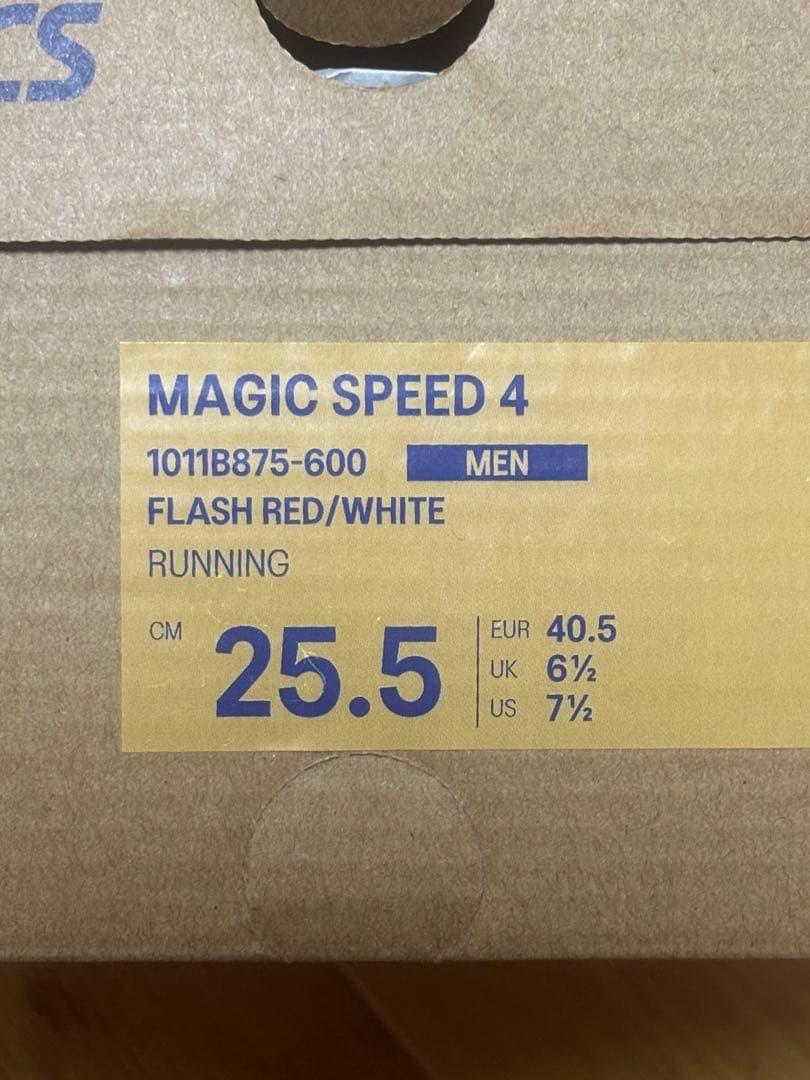 CS
MAGIC SPEED 4
1011B875-600 MEN
FLASH RED/WHITE
RUNNING
CM 25.5
EUR 40.5
UK 6½
US 7½